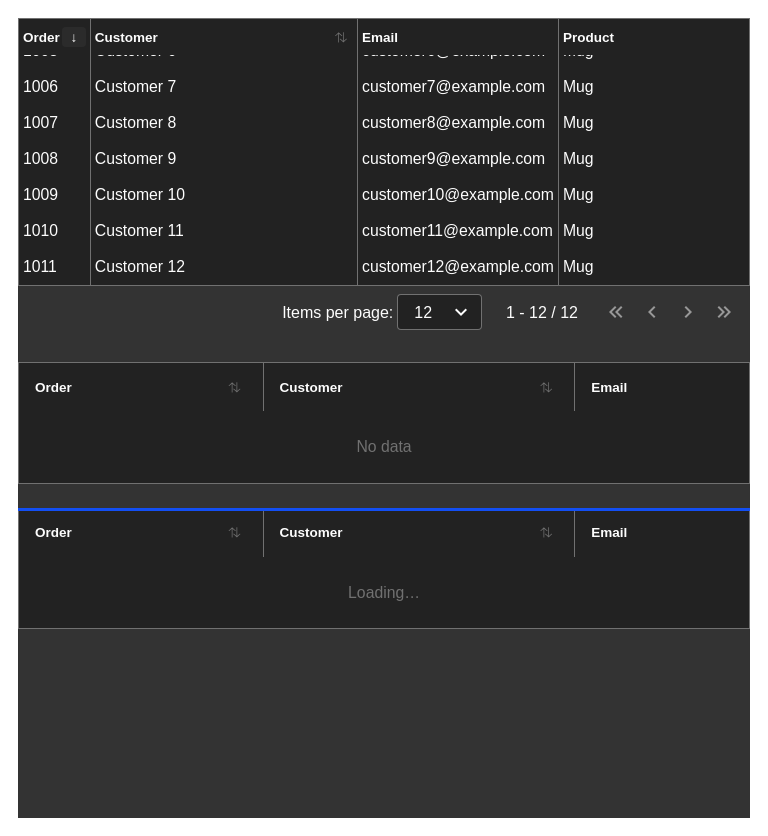 Order ↓ Customer ⇅ Email Product
1006 Customer 7 customer7@example.com Mug
1007 Customer 8 customer8@example.com Mug
1008 Customer 9 customer9@example.com Mug
1009 Customer 10 customer10@example.com Mug
1010 Customer 11 customer11@example.com Mug
1011 Customer 12 customer12@example.com Mug
Items per page: 12 1 - 12 / 12
Order ⇅ Customer ⇅ Email
No data
Order ⇅ Customer ⇅ Email
Loading…